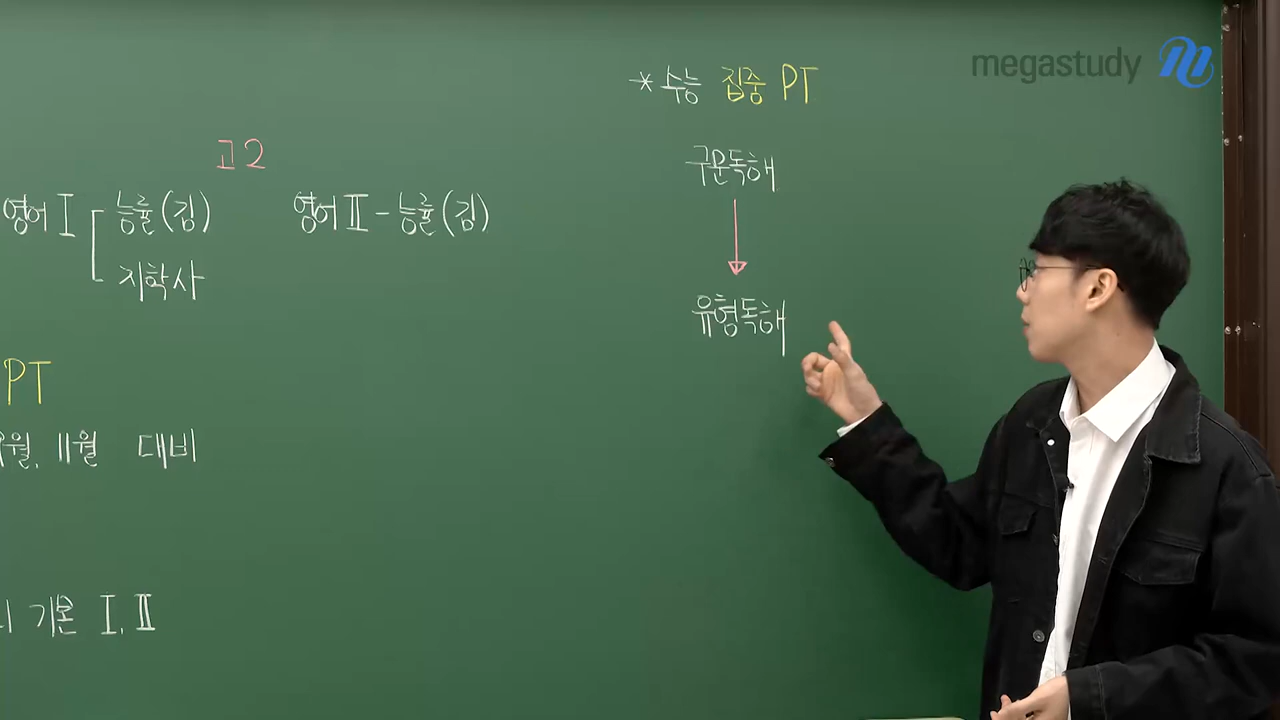 megastudy
* 수능 집중 PT
구문독해
유형독해
고2
영어 I 능률(김) 영어 II - 능률(김)
지학사
PT
월, 11월 대비
기본 I, II